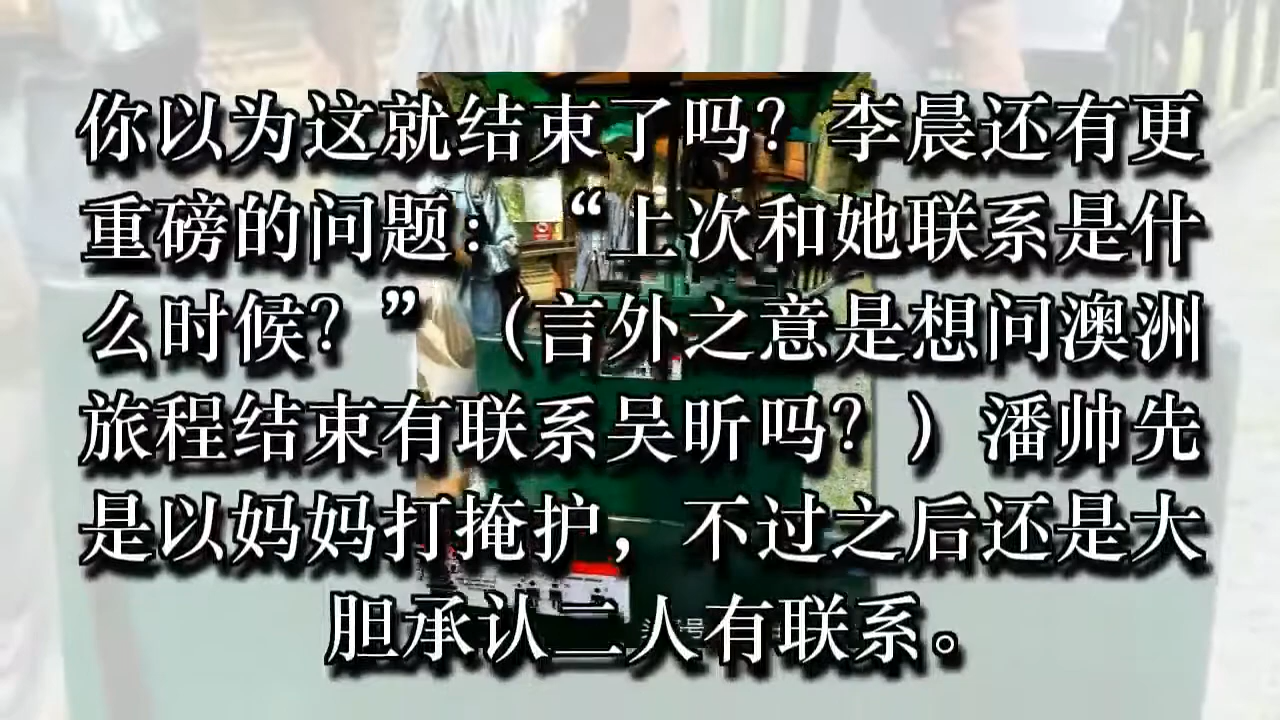 你以为这就结束了吗？李晨还有更
重磅的问题：“上次和她联系是什
么时候？”（言外之意是想问澳洲
旅程结束有联系吴昕吗？）潘帅先
是以妈妈打掩护，不过之后还是大
胆承认二人有联系。